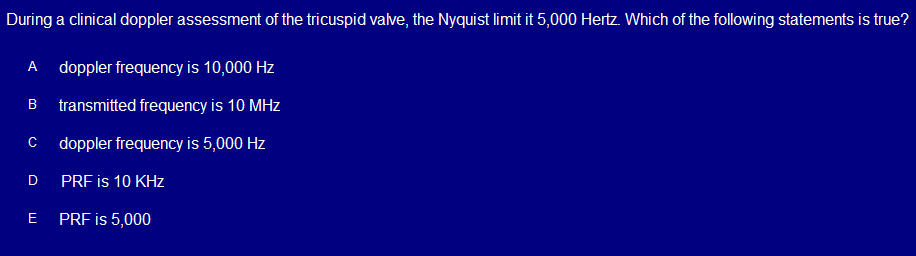 During a clinical doppler assessment of the tricuspid valve, the Nyquist limit it 5,000 Hertz. Which of the following statements is true?
A doppler frequency is 10,000 Hz
B transmitted frequency is 10 MHz
C doppler frequency is 5,000 Hz
D PRF is 10 KHz
E PRF is 5,000